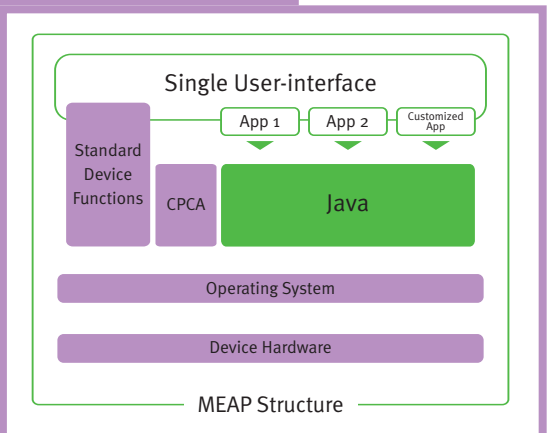 Single User-interface
App 1
App 2
Customized
App
Standard
Device
Functions
CPCA
Java
Operating System
Device Hardware
MEAP Structure